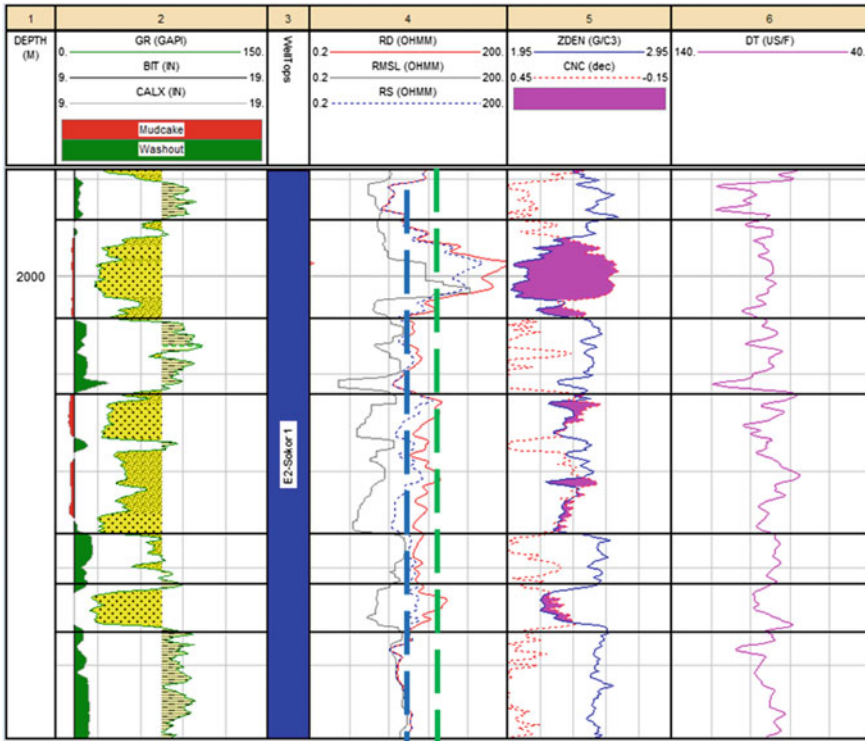 1 2 3 4 5 6
DEPTH (M)
GR (GAPI)
0. 150.
BIT (IN)
9. 19.
CALX (IN)
9. 19.
Mudcake
Washout
WellTops
RD (OHMM)
0.2 200.
RMSL (OHMM)
0.2 200.
RS (OHMM)
0.2 200.
ZDEN (G/C3)
1.95 2.95
CNC (dec)
0.45 -0.15
DT (US/F)
140. 40.
2000
E2-Sokor 1